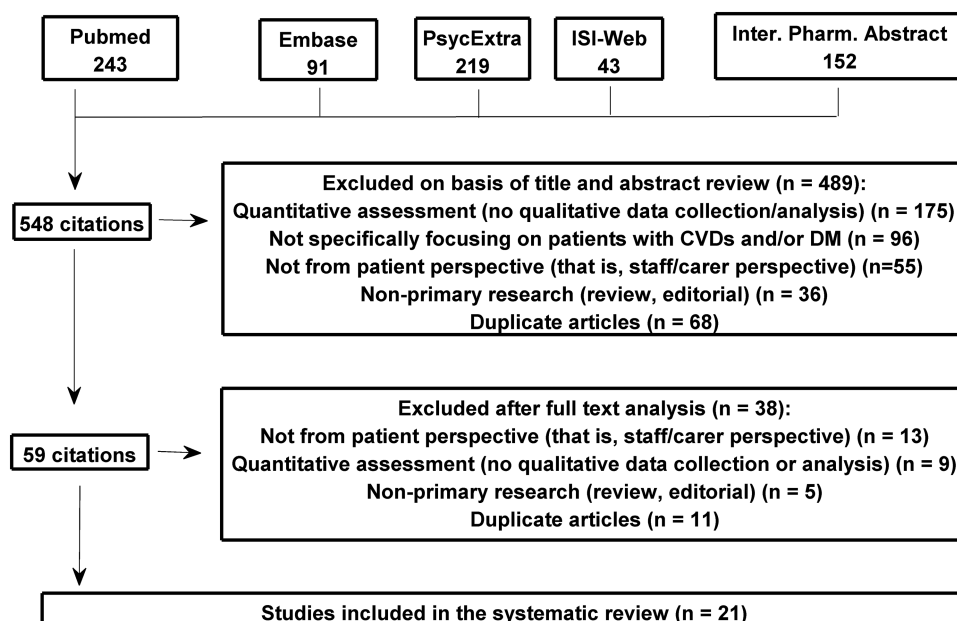 Pubmed
243
Embase
91
PsycExtra
219
ISI-Web
43
Inter. Pharm. Abstract
152
548 citations
Excluded on basis of title and abstract review (n = 489):
Quantitative assessment (no qualitative data collection/analysis) (n = 175)
Not specifically focusing on patients with CVDs and/or DM (n = 96)
Not from patient perspective (that is, staff/carer perspective) (n=55)
Non-primary research (review, editorial) (n = 36)
Duplicate articles (n = 68)
59 citations
Excluded after full text analysis (n = 38):
Not from patient perspective (that is, staff/carer perspective) (n = 13)
Quantitative assessment (no qualitative data collection or analysis) (n = 9)
Non-primary research (review, editorial) (n = 5)
Duplicate articles (n = 11)
Studies included in the systematic review (n = 21)